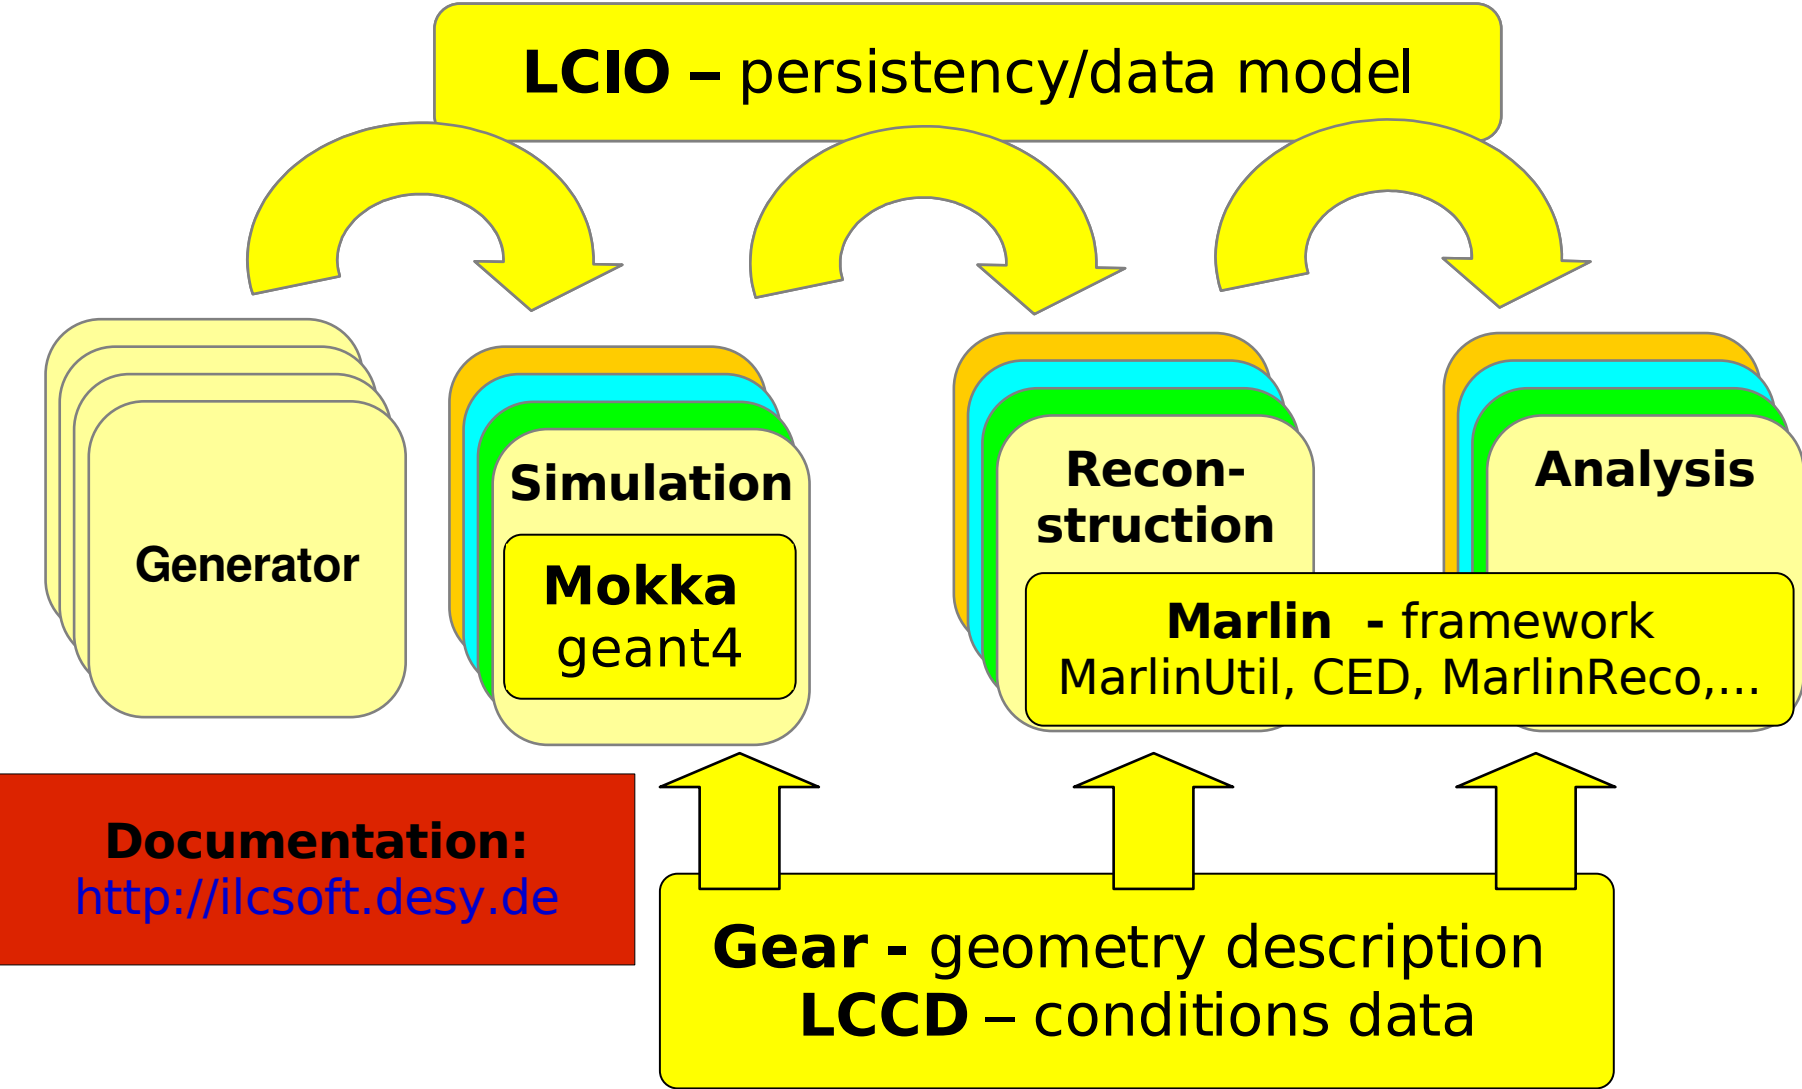 LCIO – persistency/data model
Generator
Simulation
Mokka
geant4
Recon-
struction
Analysis
Marlin - framework
MarlinUtil, CED, MarlinReco,...
Documentation:
http://ilcsoft.desy.de
Gear - geometry description
LCCD – conditions data